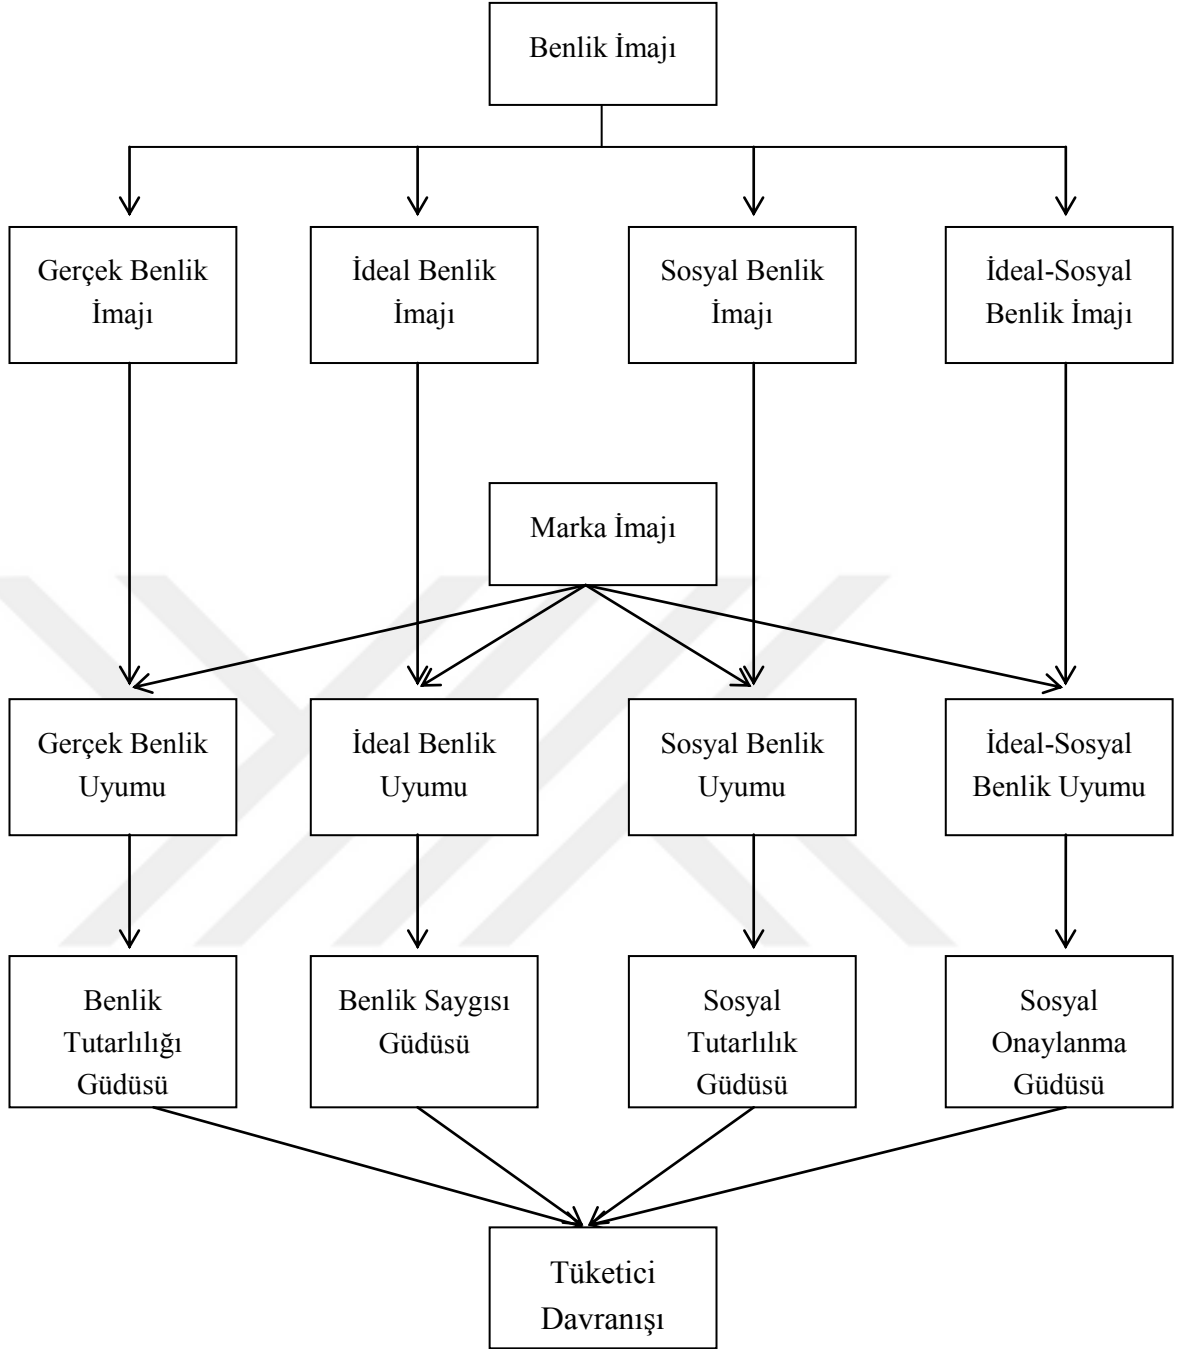 Benlik İmajı
Gerçek Benlik
İmajı
İdeal Benlik
İmajı
Sosyal Benlik
İmajı
İdeal-Sosyal
Benlik İmajı
Marka İmajı
Gerçek Benlik
Uyumu
İdeal Benlik
Uyumu
Sosyal Benlik
Uyumu
İdeal-Sosyal
Benlik Uyumu
Benlik
Tutarlılığı
Güdüsü
Benlik Saygısı
Güdüsü
Sosyal
Tutarlılık
Güdüsü
Sosyal
Onaylanma
Güdüsü
Tüketici
Davranışı